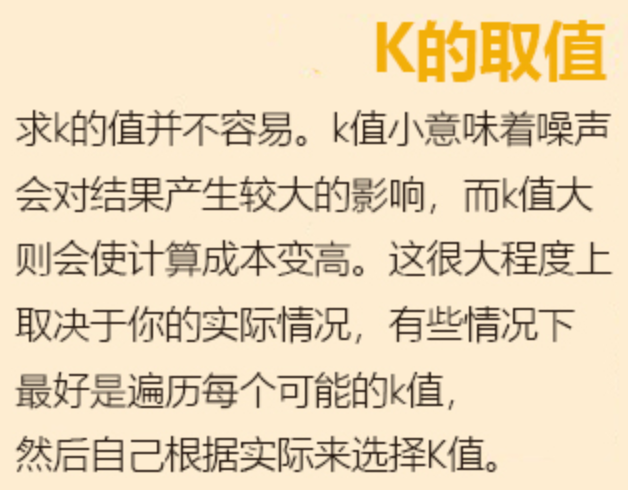 K的取值
求k的值并不容易。k值小意味着噪声
会对结果产生较大的影响，而k值大
则会使计算成本变高。这很大程度上
取决于你的实际情况，有些情况下
最好是遍历每个可能的k值，
然后自己根据实际来选择K值。